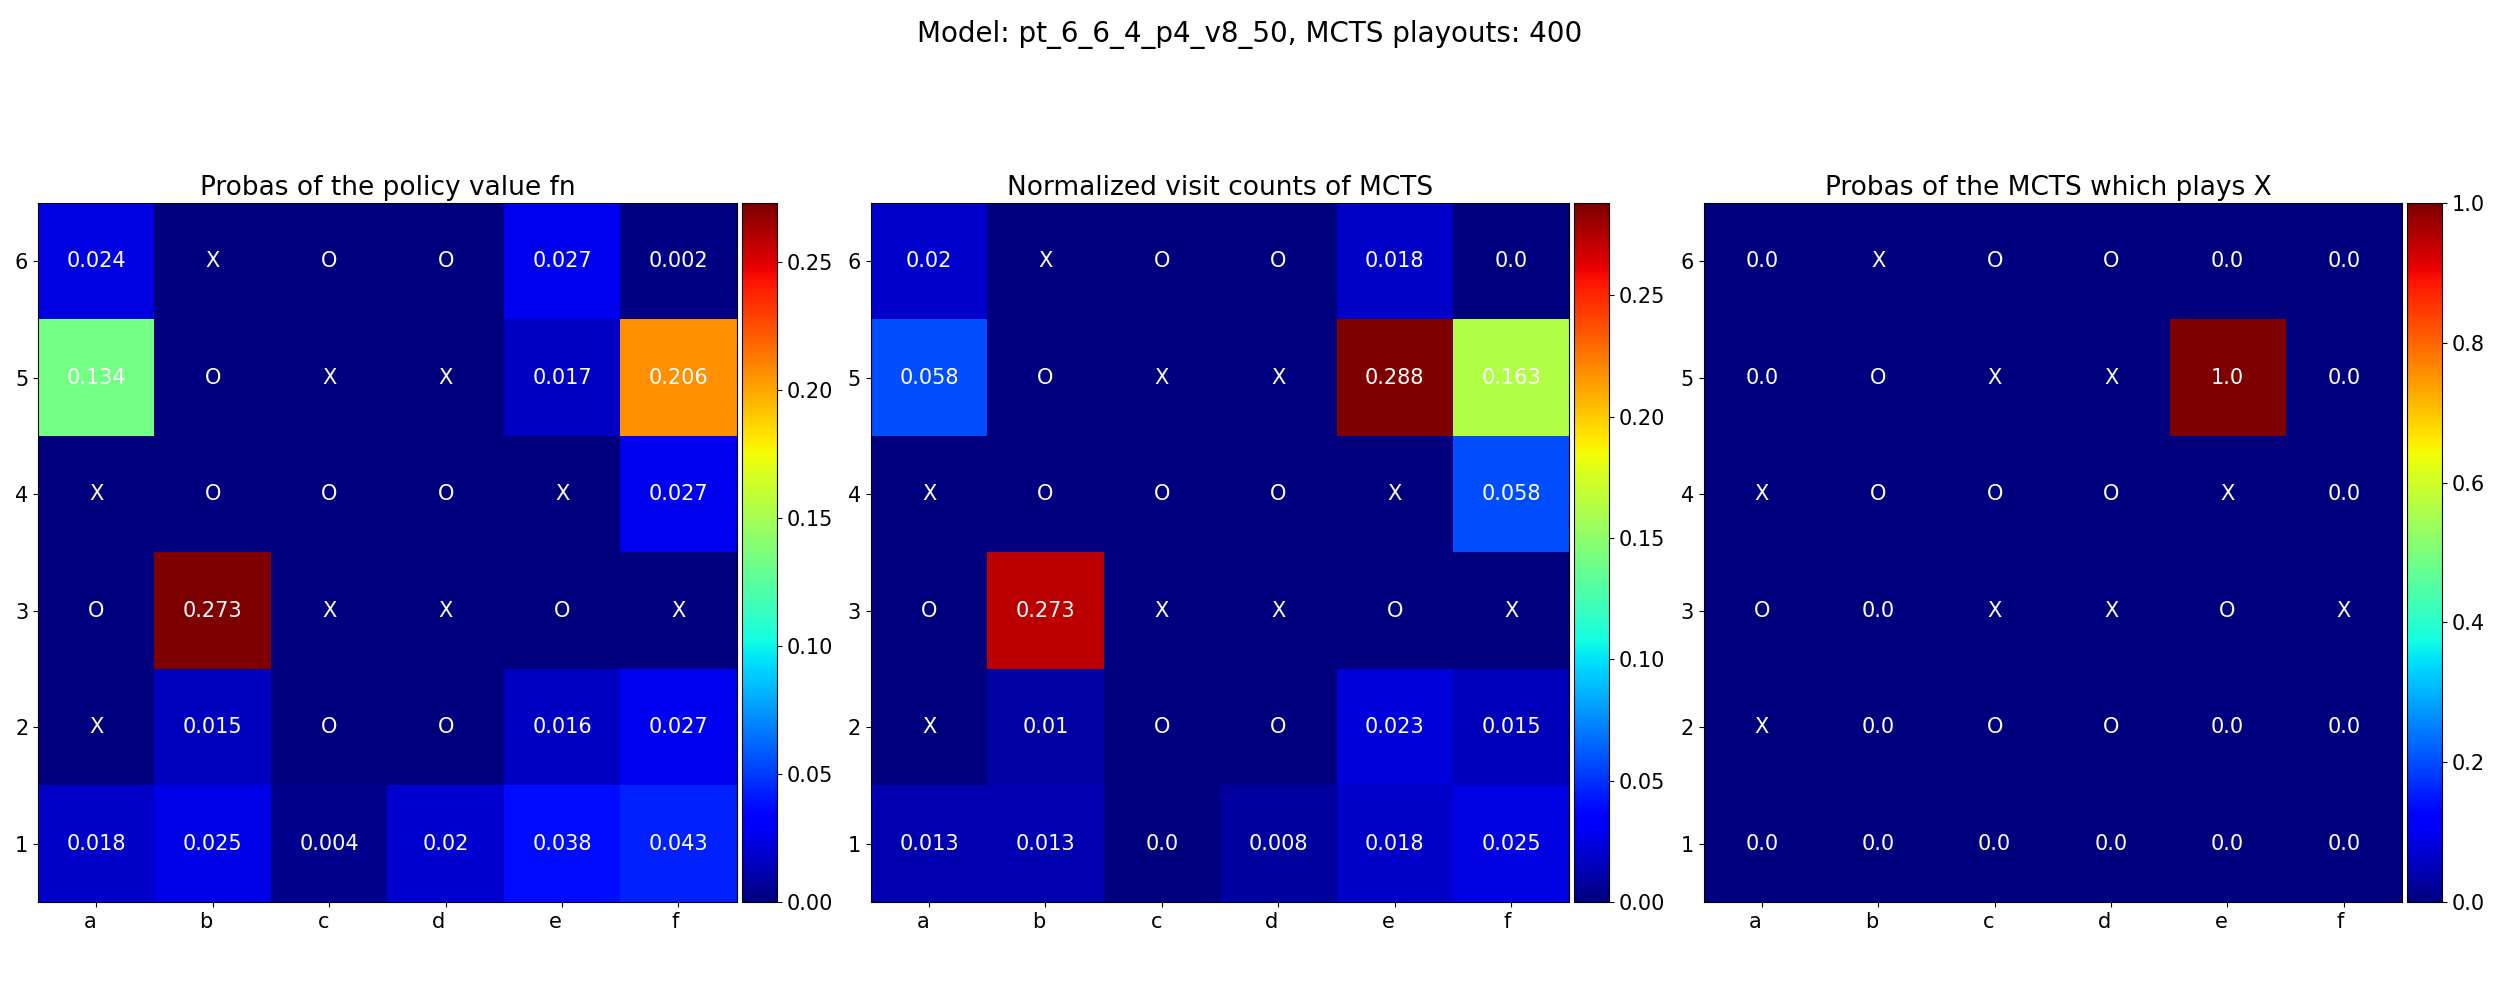 Model: pt_6_6_4_p4_v8_50, MCTS playouts: 400
Probas of the policy value fn
6 0.024 X O O 0.027 0.002
5 0.134 O X X 0.017 0.206
4 X O O O X 0.027
3 O 0.273 X X O X
2 X 0.015 O O 0.016 0.027
1 0.018 0.025 0.004 0.02 0.038 0.043
a b c d e f
0.25
0.20
0.15
0.10
0.05
0.00
Normalized visit counts of MCTS
6 0.02 X O O 0.018 0.0
5 0.058 O X X 0.288 0.163
4 X O O O X 0.058
3 O 0.273 X X O X
2 X 0.01 O O 0.023 0.015
1 0.013 0.013 0.0 0.008 0.018 0.025
a b c d e f
0.25
0.20
0.15
0.10
0.05
0.00
Probas of the MCTS which plays X
6 0.0 X O O 0.0 0.0
5 0.0 O X X 1.0 0.0
4 X O O O X 0.0
3 O 0.0 X X O X
2 X 0.0 O O 0.0 0.0
1 0.0 0.0 0.0 0.0 0.0 0.0
a b c d e f
1.0
0.8
0.6
0.4
0.2
0.0